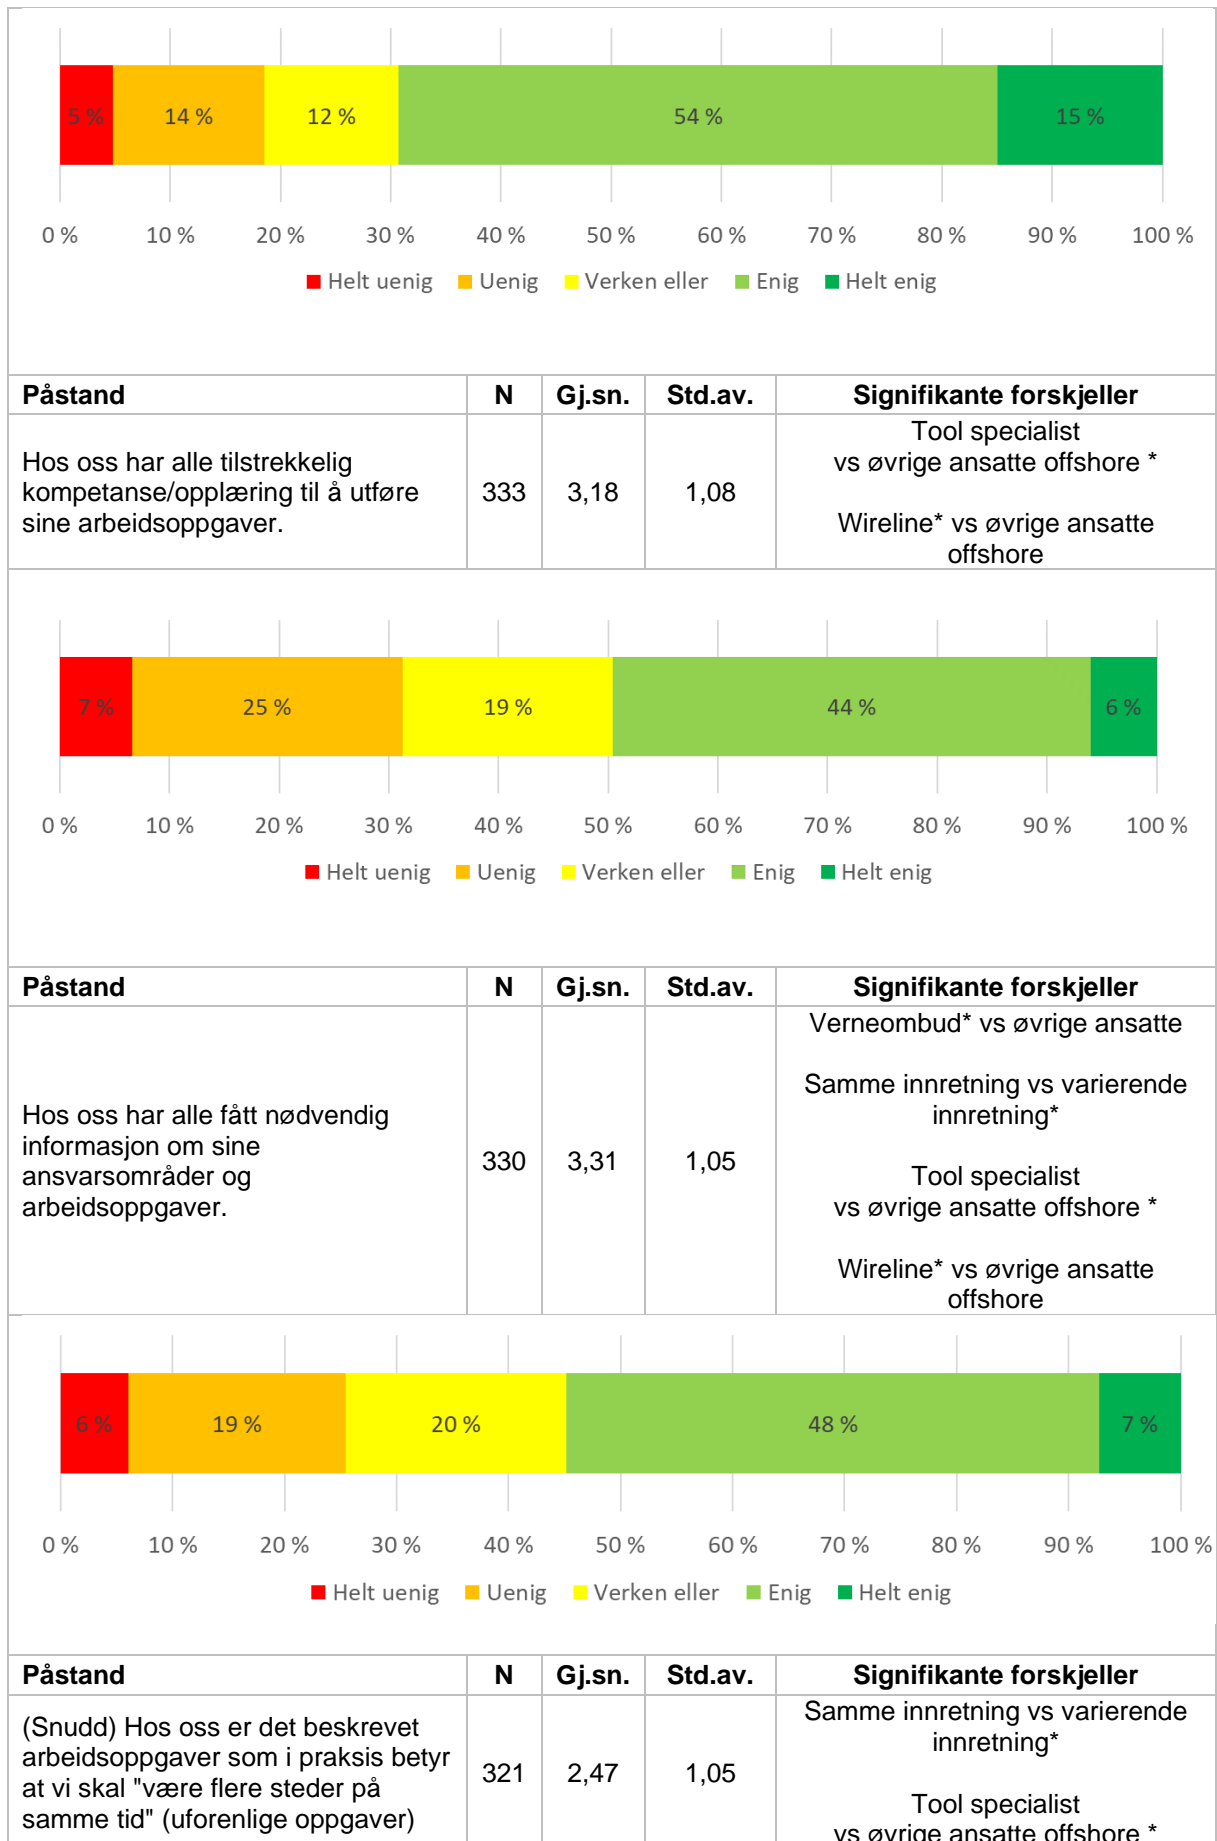 5 %
14 %
12 %
54 %
15 %
0 %
10 %
20 %
30 %
40 %
50 %
60 %
70 %
80 %
90 %
100 %
Helt uenig
Uenig
Verken eller
Enig
Helt enig
Påstand
N
Gj.sn.
Std.av.
Signifikante forskjeller
Hos oss har alle tilstrekkelig
kompetanse/opplæring til å utføre
sine arbeidsoppgaver.
333
3,18
1,08
Tool specialist
vs øvrige ansatte offshore *
Wireline* vs øvrige ansatte
offshore
7 %
25 %
19 %
44 %
6 %
0 %
10 %
20 %
30 %
40 %
50 %
60 %
70 %
80 %
90 %
100 %
Helt uenig
Uenig
Verken eller
Enig
Helt enig
Påstand
N
Gj.sn.
Std.av.
Signifikante forskjeller
Hos oss har alle fått nødvendig
informasjon om sine
ansvarsområder og
arbeidsoppgaver.
330
3,31
1,05
Verneombud* vs øvrige ansatte
Samme innretning vs varierende
innretning*
Tool specialist
vs øvrige ansatte offshore *
Wireline* vs øvrige ansatte
offshore
6 %
19 %
20 %
48 %
7 %
0 %
10 %
20 %
30 %
40 %
50 %
60 %
70 %
80 %
90 %
100 %
Helt uenig
Uenig
Verken eller
Enig
Helt enig
Påstand
N
Gj.sn.
Std.av.
Signifikante forskjeller
(Snudd) Hos oss er det beskrevet
arbeidsoppgaver som i praksis betyr
at vi skal "være flere steder på
samme tid" (uforenlige oppgaver)
321
2,47
1,05
Samme innretning vs varierende
innretning*
Tool specialist
vs øvrige ansatte offshore *